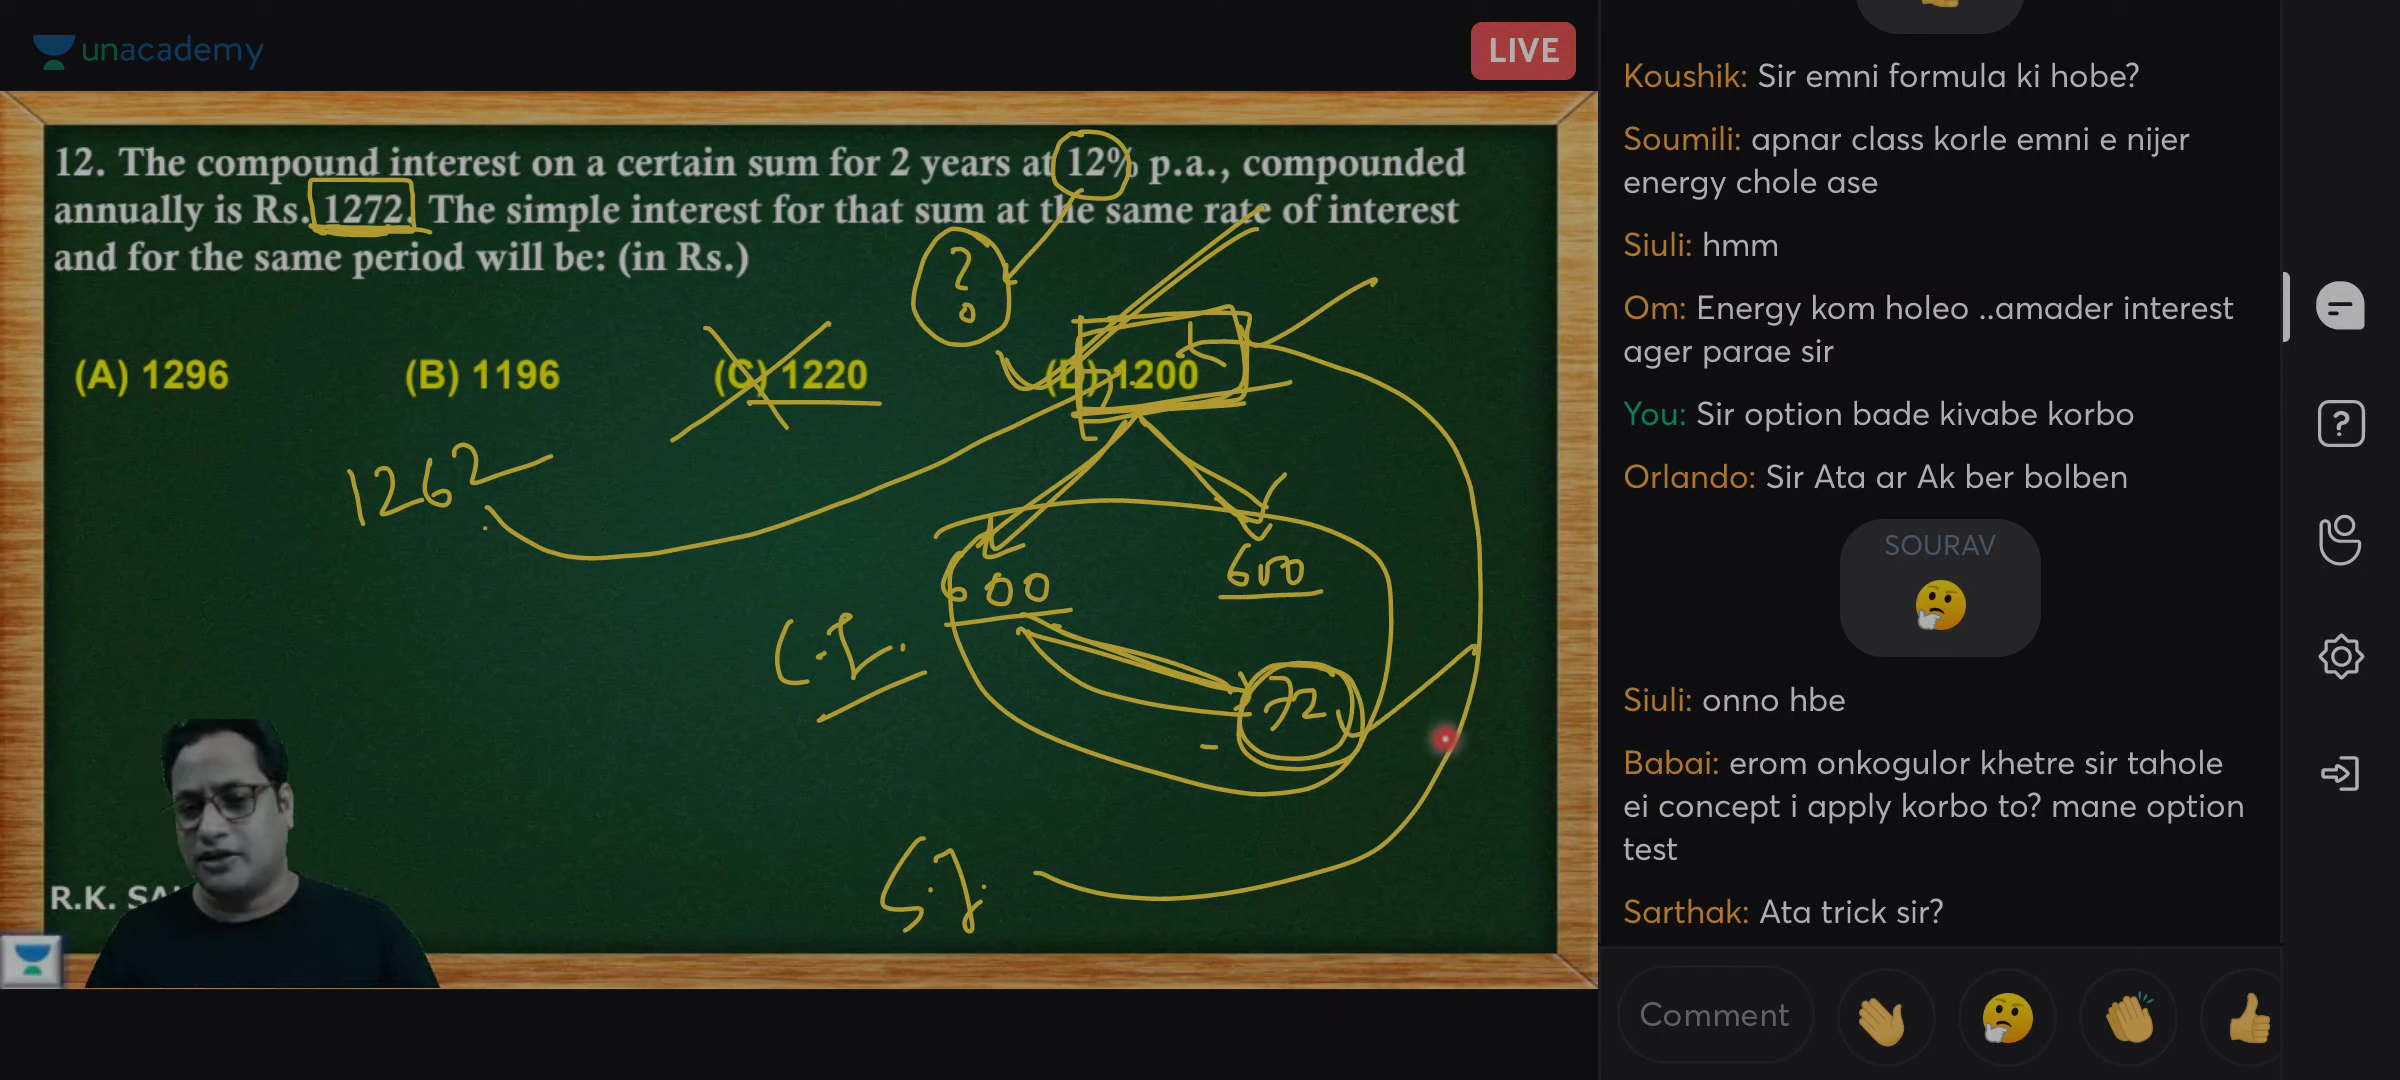 unacademy
LIVE
12. The compound interest on a certain sum for 2 years at 12% p.a., compounded
annually is Rs. 1272. The simple interest for that sum at the same rate of interest
and for the same period will be: (in Rs.)
?
(A) 1296 (B) 1196 (C) 1220 (D) 1200
1262
600 600
C.I.
72
S.I.
R.K.
Koushik: Sir emni formula ki hobe?
Soumili: apnar class korle emni e nijer
energy chole ase
Siuli: hmm
Om: Energy kom holeo ..amader interest
ager parae sir
You: Sir option bade kivabe korbo
Orlando: Sir Ata ar Ak ber bolben
SOURAV
Siuli: onno hbe
Babai: erom onkogulor khetre sir tahole
ei concept i apply korbo to? mane option
test
Sarthak: Ata trick sir?
Comment